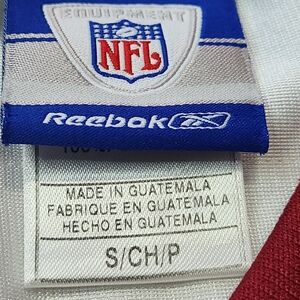 EQUIPMENT
NFL
Reebok
MADE IN GUATEMALA
FABRIQUE EN GUATEMALA
HECHO EN GUATEMALA
S/CH/P